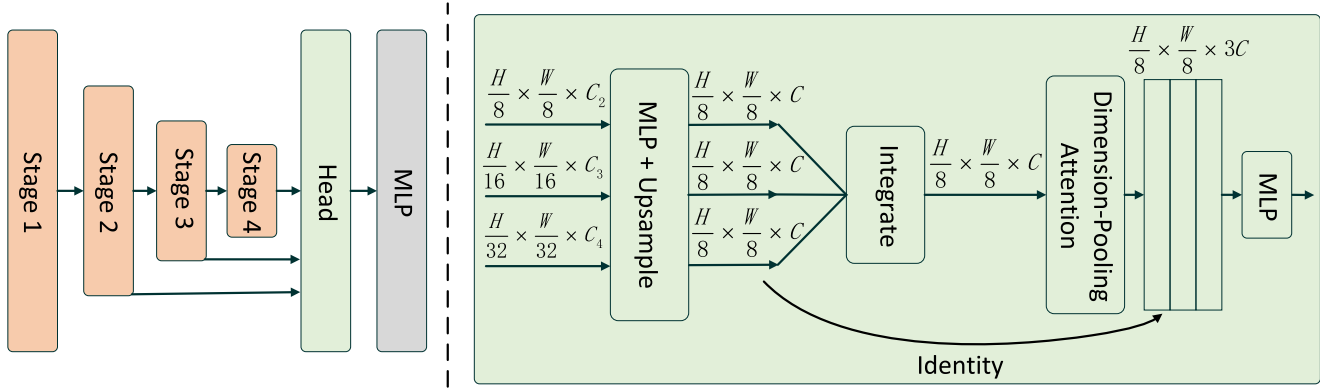 Stage 1
Stage 2
Stage 3
Stage 4
Head
MLP
H/8 × W/8 × C₂
H/16 × W/16 × C₃
H/32 × W/32 × C₄
MLP + Upsample
H/8 × W/8 × C
H/8 × W/8 × C
H/8 × W/8 × C
Integrate
H/8 × W/8 × C
Dimension-Pooling
Attention
H/8 × W/8 × 3C
MLP
Identity